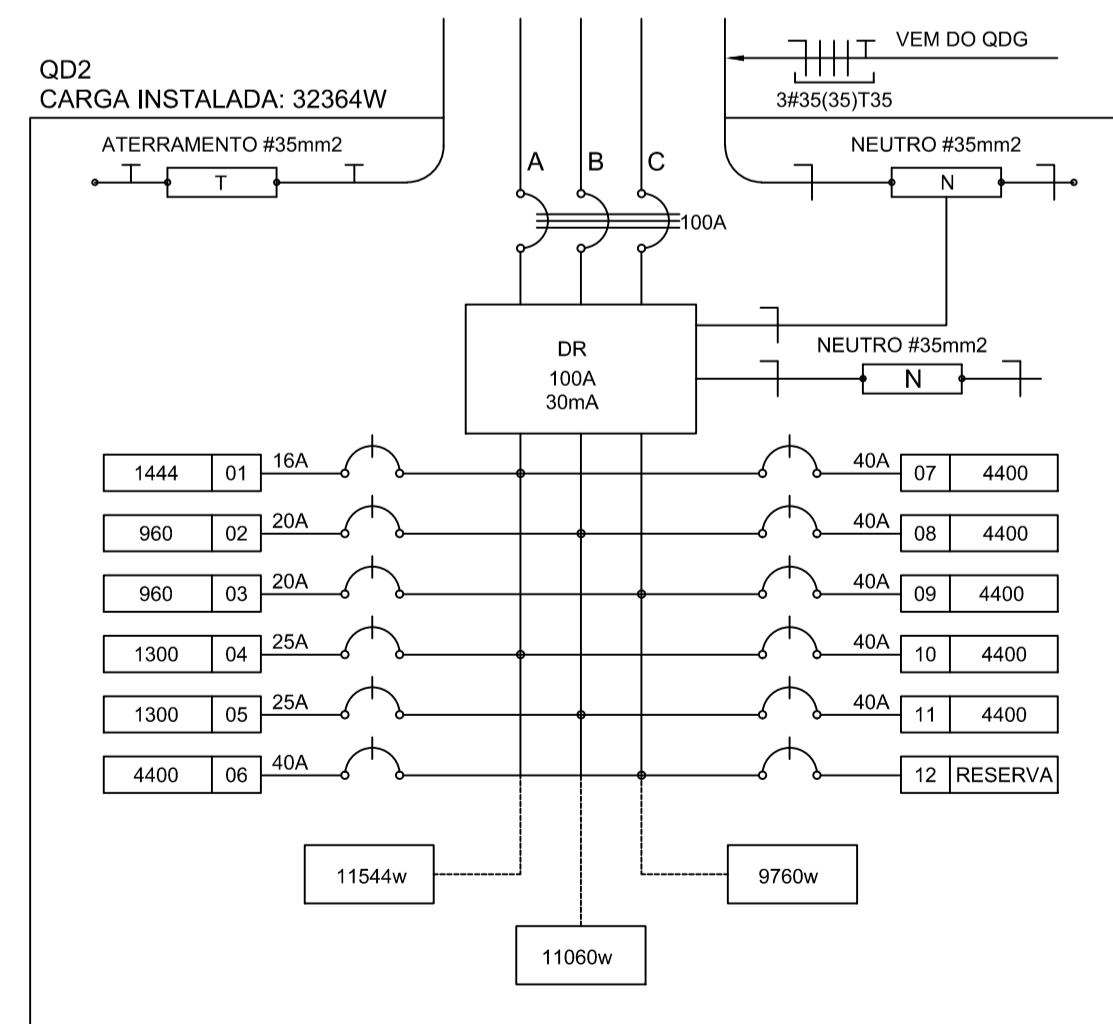 VEM DO QDG
3#35(35)T35
QD2
CARGA INSTALADA: 32364W
ATERRAMENTO #35mm2
T
A
B
C
100A
NEUTRO #35mm2
N
DR
100A
30mA
NEUTRO #35mm2
N
1444 01 16A
40A 07 4400
960 02 20A
40A 08 4400
960 03 20A
40A 09 4400
1300 04 25A
40A 10 4400
1300 05 25A
40A 11 4400
4400 06 40A
12 RESERVA
11544w
9760w
11060w